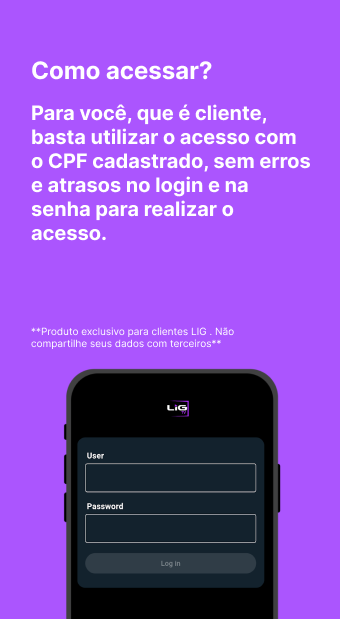 Como acessar?
Para você, que é cliente,
basta utilizar o acesso com
o CPF cadastrado, sem erros
e atrasos no login e na
senha para realizar o
acesso.
**Produto exclusivo para clientes LIG . Não
compartilhe seus dados com terceiros**
LiG
User
Password
Log in